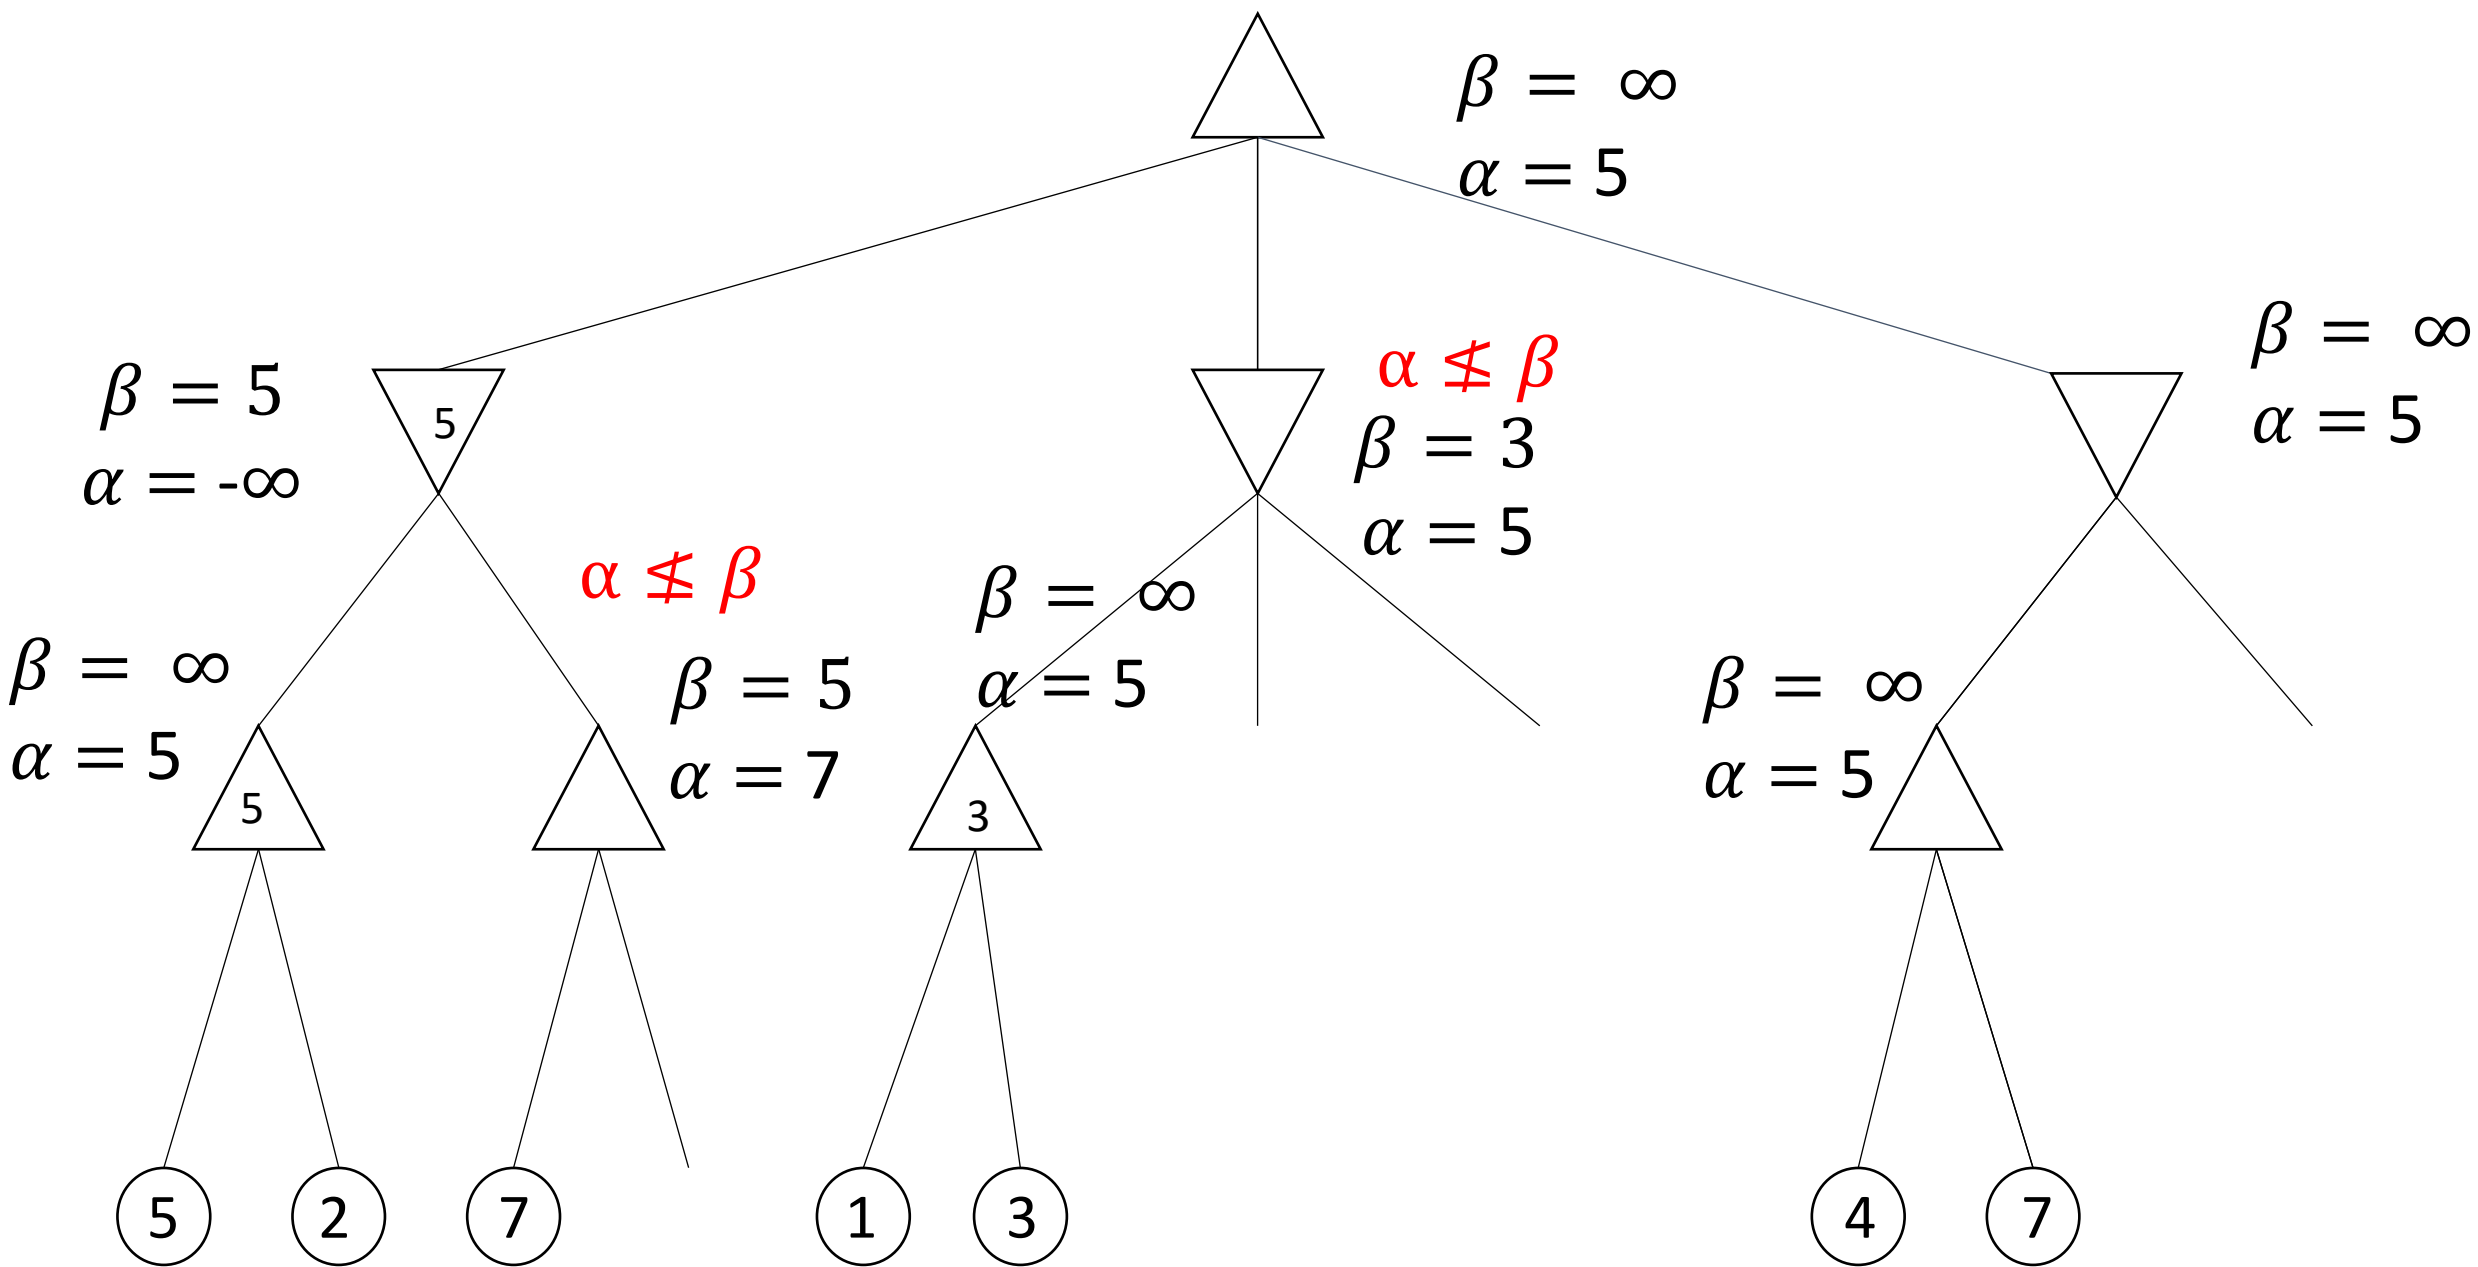 β = ∞
α = 5
β = 5
α = -∞
5
α ≰ β
β = 3
α = 5
β = ∞
α = 5
α ≰ β
β = ∞
α = 5
5
β = 5
α = 7
β = ∞
α = 5
3
β = ∞
α = 5
5
2
7
1
3
4
7